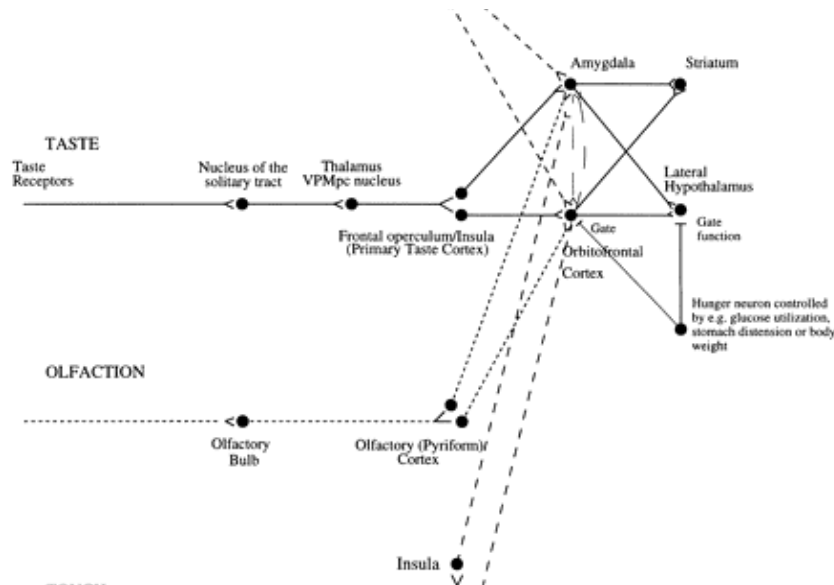 Amygdala
Striatum
TASTE
Taste
Receptors
Nucleus of the
solitary tract
Thalamus
VPMpc nucleus
Lateral
Hypothalamus
Frontal operculum/Insula
(Primary Taste Cortex)
Gate
Orbitofrontal
Cortex
Gate
function
Hunger neuron controlled
by e.g. glucose utilization,
stomach distension or body
weight
OLFACTION
Olfactory
Bulb
Olfactory (Pyriform)
Cortex
Insula